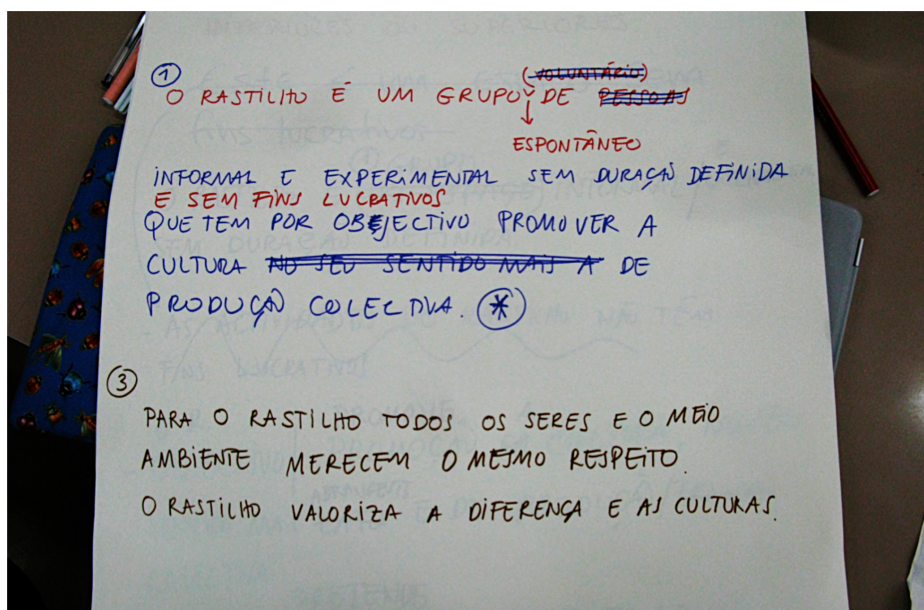 ①
(VOLUNTÁRIO)
O RASTILHO É UM GRUPO DE PESSOAS
ESPONTÂNEO
INFORMAL E EXPERIMENTAL SEM DURAÇÃO DEFINIDA
E SEM FINS LUCRATIVOS
QUE TEM POR OBJECTIVO PROMOVER A
CULTURA NO SEU SENTIDO MAIS A DE
PRODUÇÃO COLECTIVA. *
③
PARA O RASTILHO TODOS OS SERES E O MEIO
AMBIENTE MERECEM O MESMO RESPEITO.
O RASTILHO VALORIZA A DIFERENÇA E AS CULTURAS.